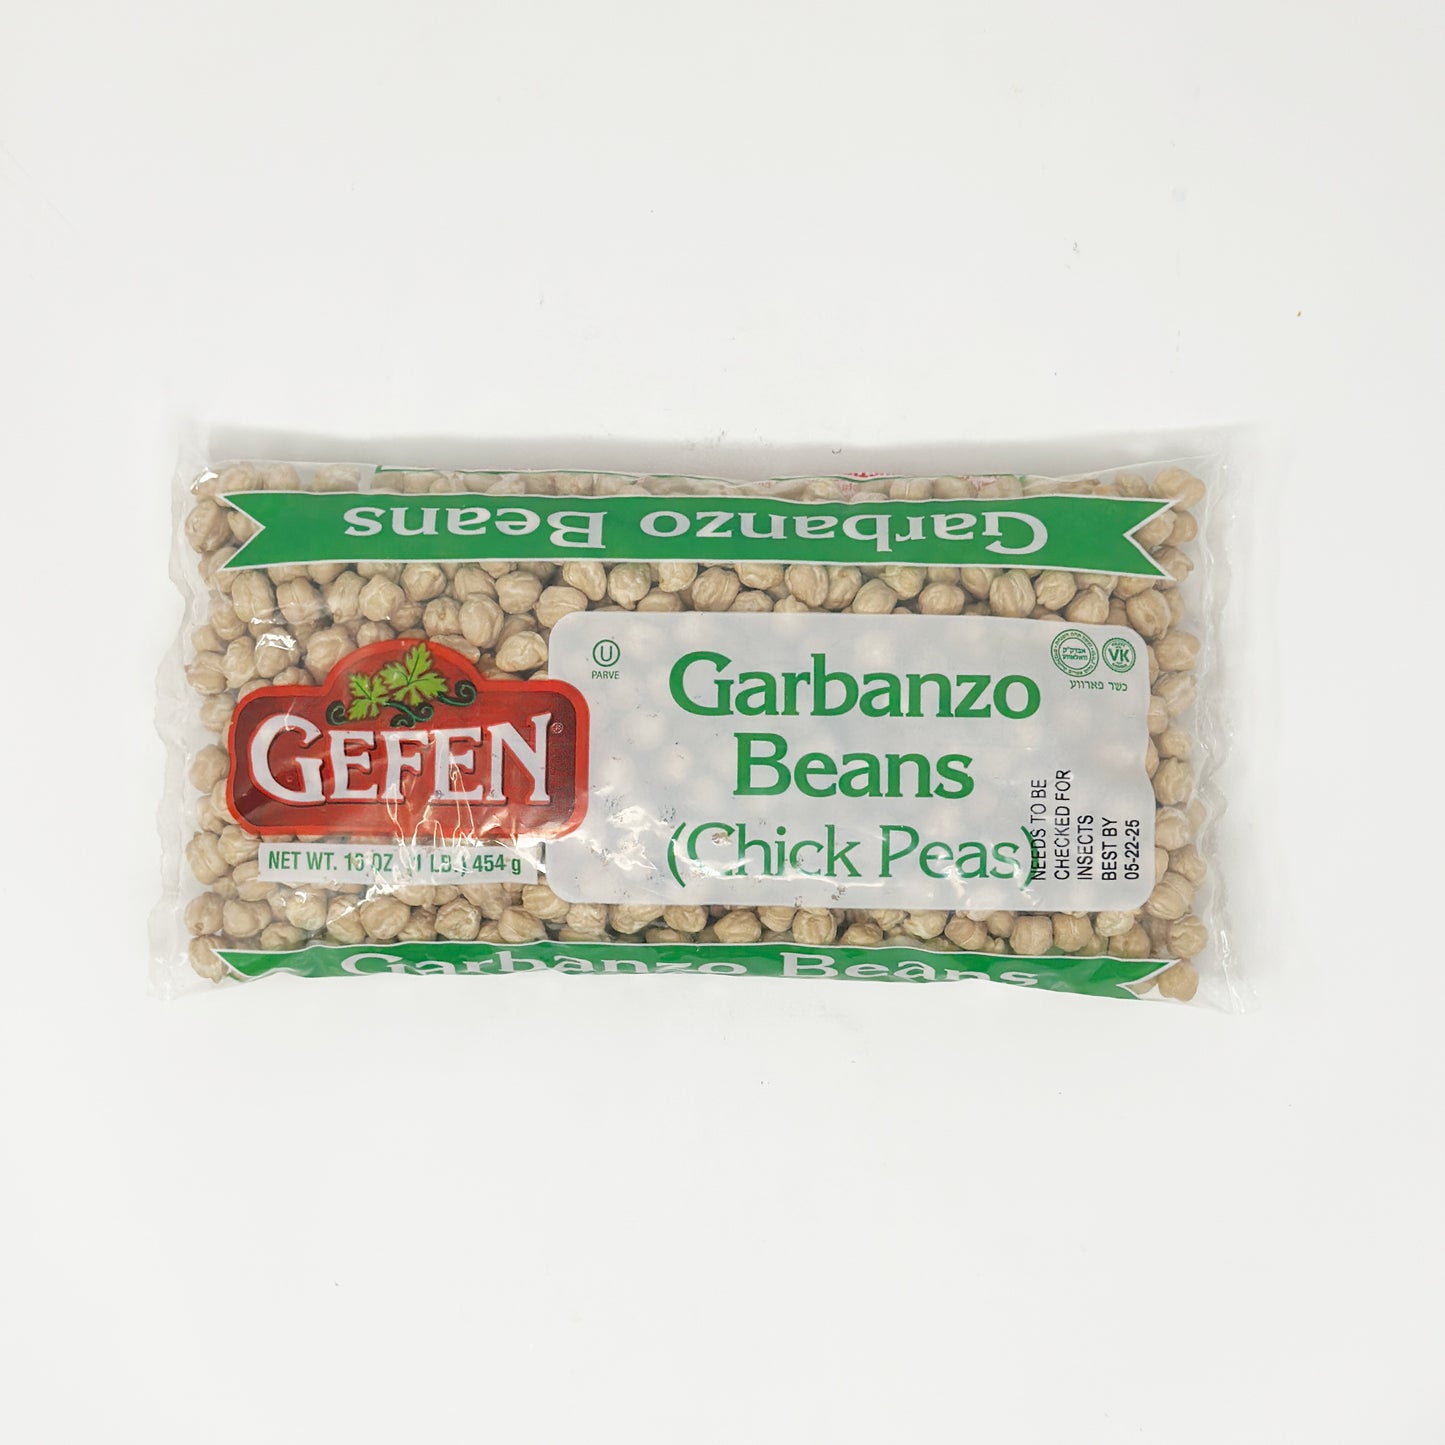 Garbanzo Beans
U
PARVE
Garbanzo
Beans
(Chick Peas)
VK
כשר פארווע
GEFEN®
NET WT. 16 OZ (1 LB.) 454 g
NEEDS TO BE
CHECKED FOR
INSECTS
BEST BY
05-22-25
Garbanzo Beans